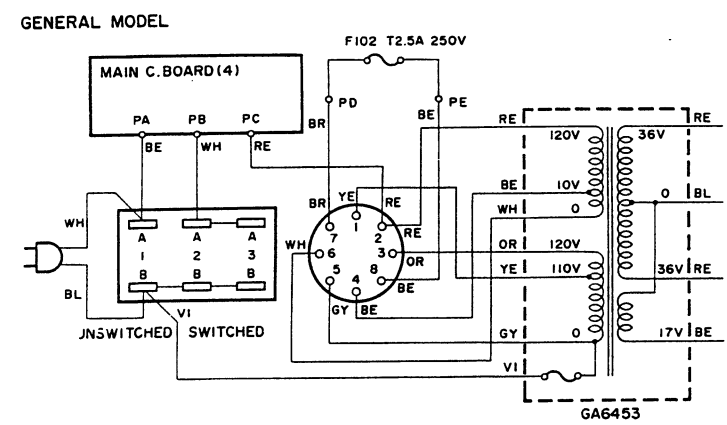 GENERAL MODEL
F102 T2.5A 250V
MAIN C.BOARD(4)
PA PB PC
BE WH RE
PD PE
BR BE
RE 120V 36V RE
BE 10V 0 BL
WH 0
BR YE RE
RE
7 1 2
6 3
5 4 8
WH
OR
BE
GY BE
OR 120V
YE 110V 36V RE
GY 0 17V BE
VI
WH
BL
A A A
1 2 3
B B B
VI
UNSWITCHED SWITCHED
GA6453